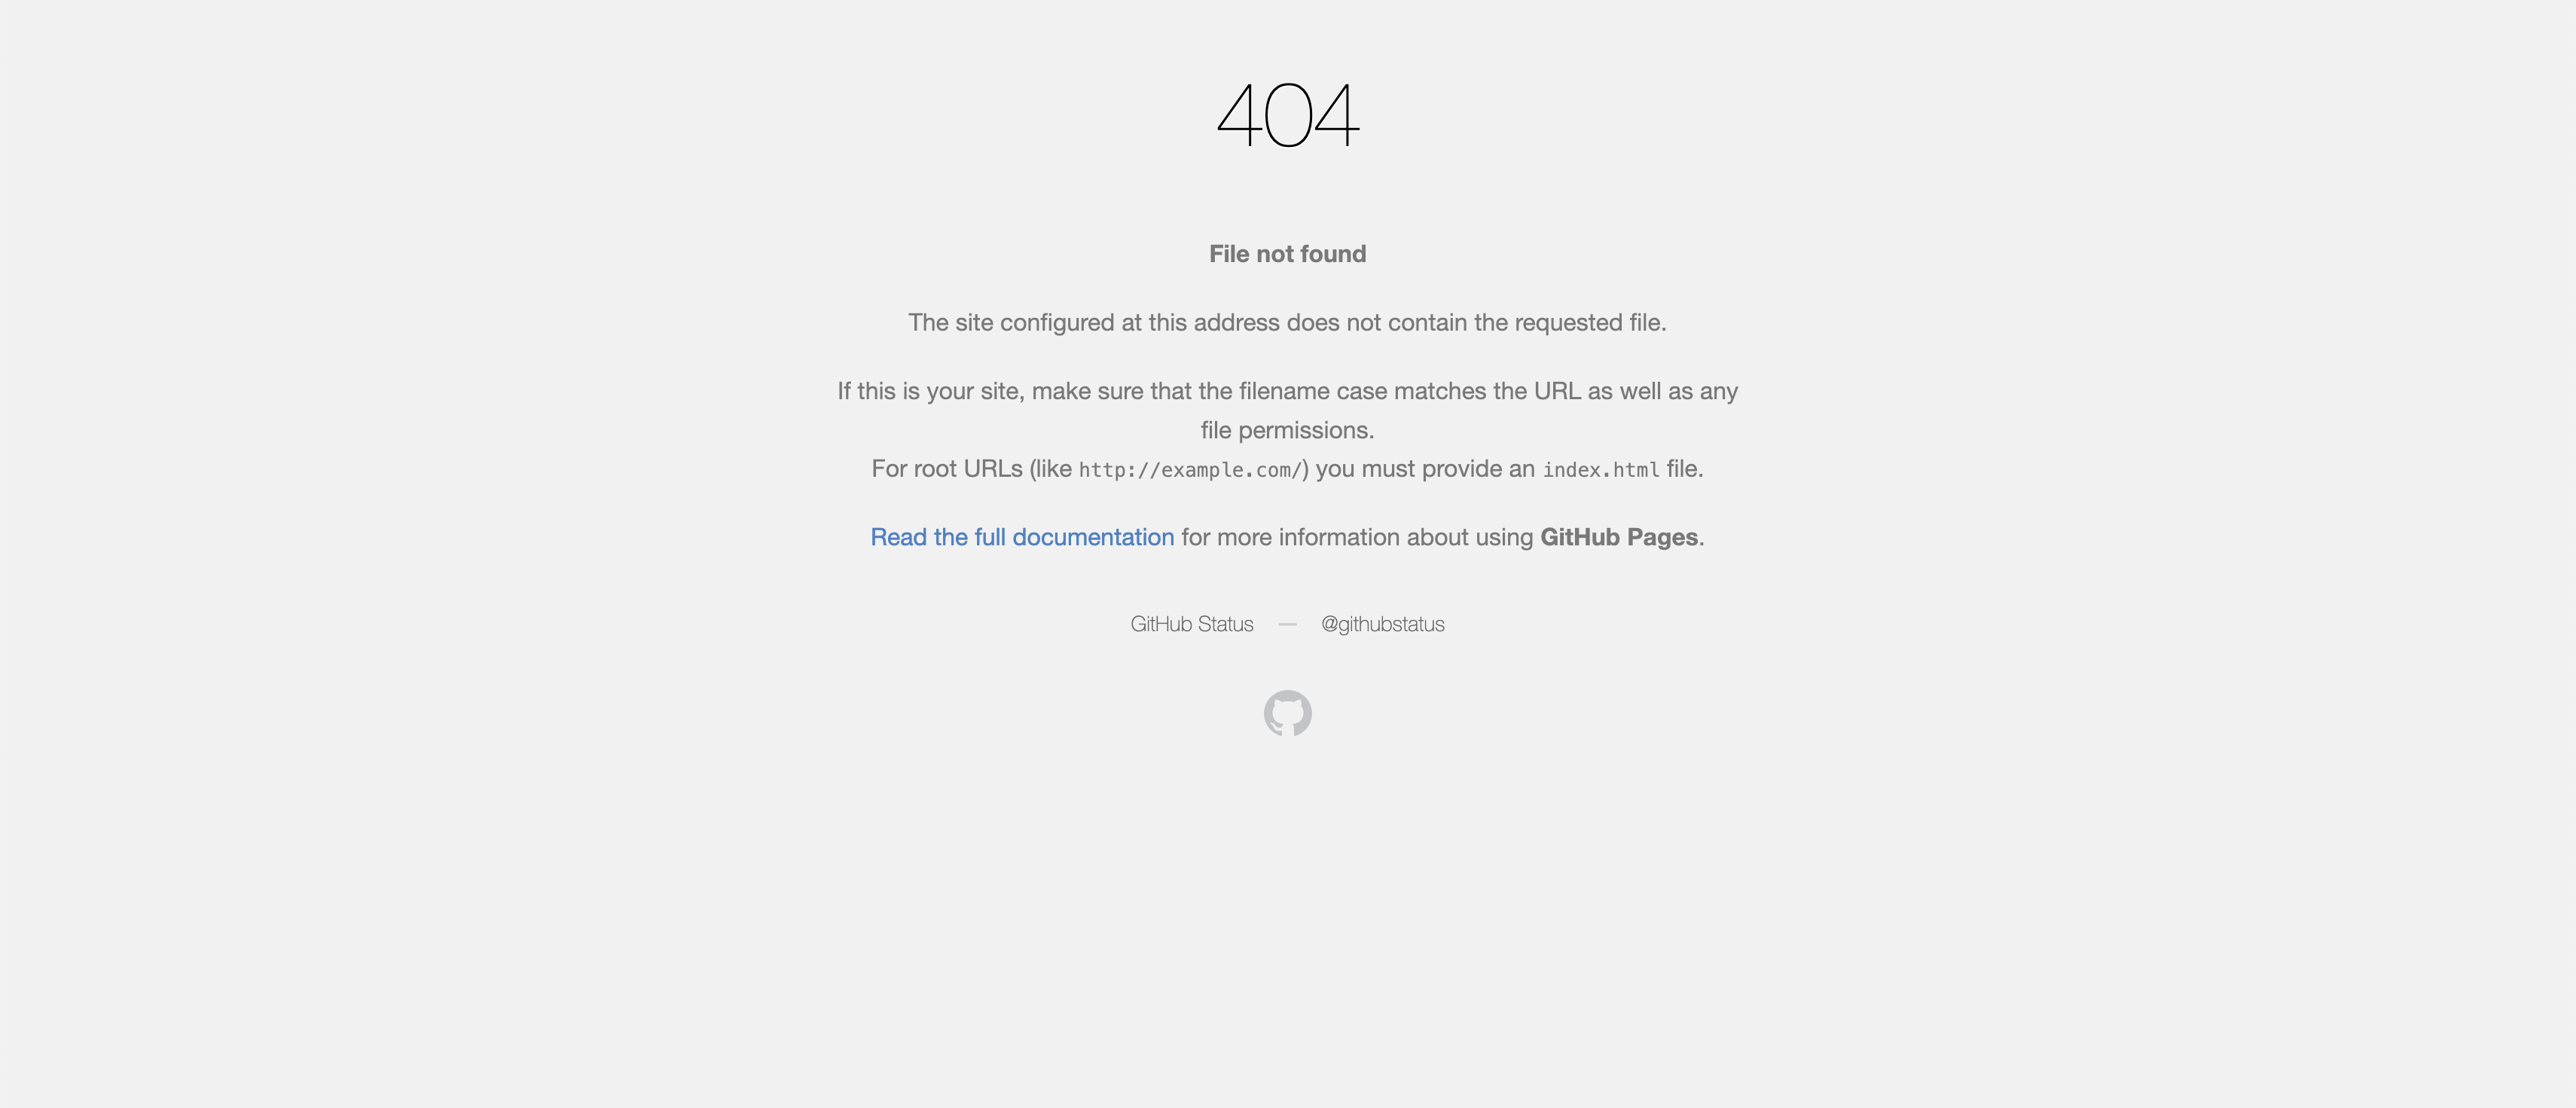 404
File not found
The site configured at this address does not contain the requested file.
If this is your site, make sure that the filename case matches the URL as well as any
file permissions.
For root URLs (like http://example.com/) you must provide an index.html file.
Read the full documentation for more information about using GitHub Pages.
GitHub Status — @githubstatus